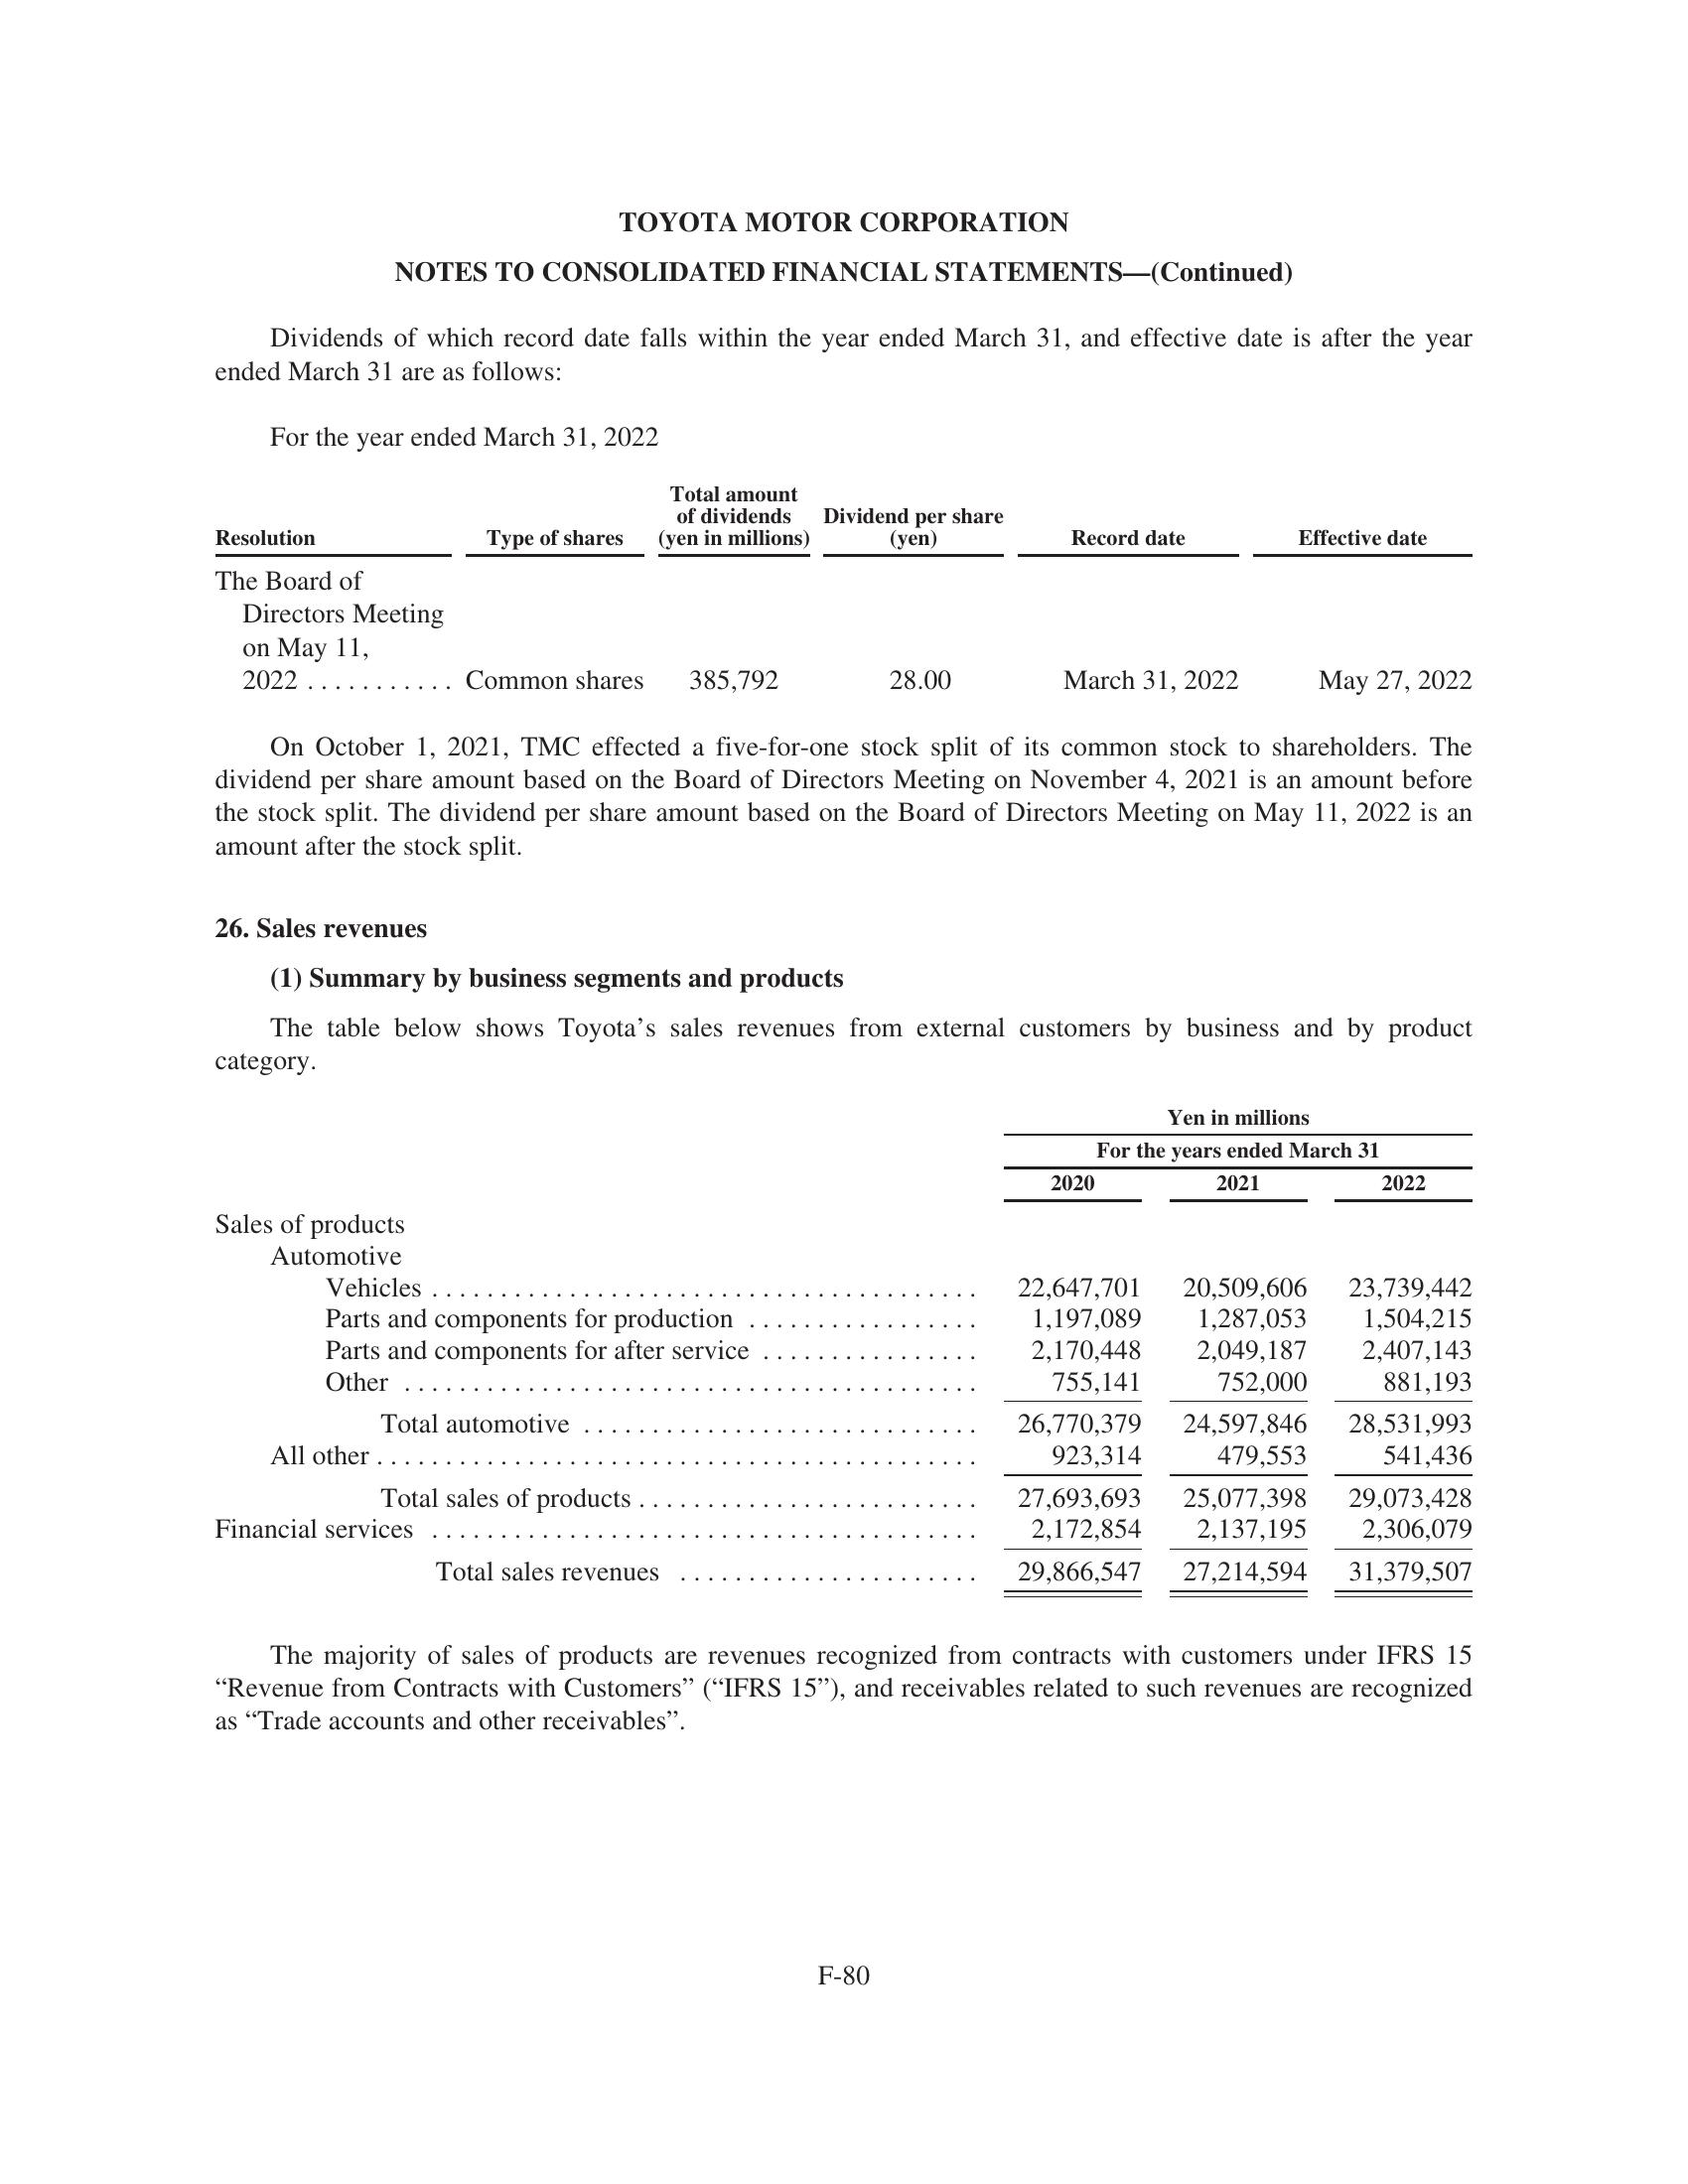 TOYOTA MOTOR CORPORATION
NOTES TO CONSOLIDATED FINANCIAL STATEMENTS—(Continued)
Dividends of which record date falls within the year ended March 31, and effective date is after the year
ended March 31 are as follows:
For the year ended March 31, 2022
Resolution Type of shares Total amount of dividends (yen in millions) Dividend per share (yen) Record date Effective date
The Board of
Directors Meeting
on May 11,
2022 . . . . . . . . . . . Common shares 385,792 28.00 March 31, 2022 May 27, 2022
On October 1, 2021, TMC effected a five-for-one stock split of its common stock to shareholders. The
dividend per share amount based on the Board of Directors Meeting on November 4, 2021 is an amount before
the stock split. The dividend per share amount based on the Board of Directors Meeting on May 11, 2022 is an
amount after the stock split.
26. Sales revenues
(1) Summary by business segments and products
The table below shows Toyota’s sales revenues from external customers by business and by product
category.
Yen in millions
For the years ended March 31
2020 2021 2022
Sales of products
Automotive
Vehicles . . . . . . . . . . . . . . . . . . . . . . . . . . . . . . . . . . . . . . . . 22,647,701 20,509,606 23,739,442
Parts and components for production . . . . . . . . . . . . . . . . . 1,197,089 1,287,053 1,504,215
Parts and components for after service . . . . . . . . . . . . . . . . 2,170,448 2,049,187 2,407,143
Other . . . . . . . . . . . . . . . . . . . . . . . . . . . . . . . . . . . . . . . . . . 755,141 752,000 881,193
Total automotive . . . . . . . . . . . . . . . . . . . . . . . . . . . . . 26,770,379 24,597,846 28,531,993
All other . . . . . . . . . . . . . . . . . . . . . . . . . . . . . . . . . . . . . . . . . . . . 923,314 479,553 541,436
Total sales of products . . . . . . . . . . . . . . . . . . . . . . . . . 27,693,693 25,077,398 29,073,428
Financial services . . . . . . . . . . . . . . . . . . . . . . . . . . . . . . . . . . . . . . . . 2,172,854 2,137,195 2,306,079
Total sales revenues . . . . . . . . . . . . . . . . . . . . . . 29,866,547 27,214,594 31,379,507
The majority of sales of products are revenues recognized from contracts with customers under IFRS 15
“Revenue from Contracts with Customers” (“IFRS 15”), and receivables related to such revenues are recognized
as “Trade accounts and other receivables”.
F-80